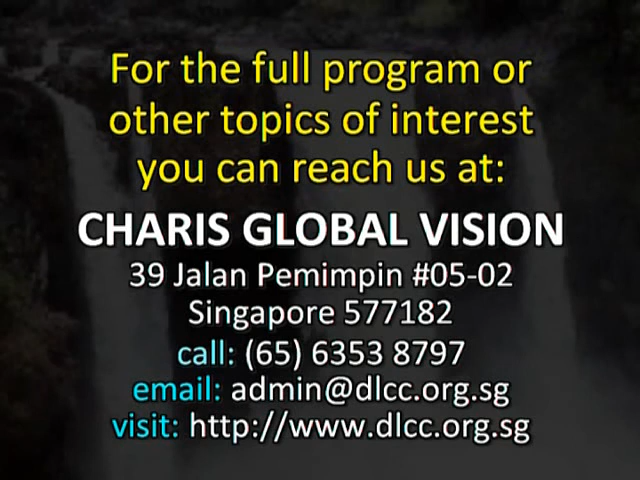 For the full program or
other topics of interest
you can reach us at:
CHARIS GLOBAL VISION
39 Jalan Pemimpin #05-02
Singapore 577182
call: (65) 6353 8797
email: admin@dlcc.org.sg
visit: http://www.dlcc.org.sg